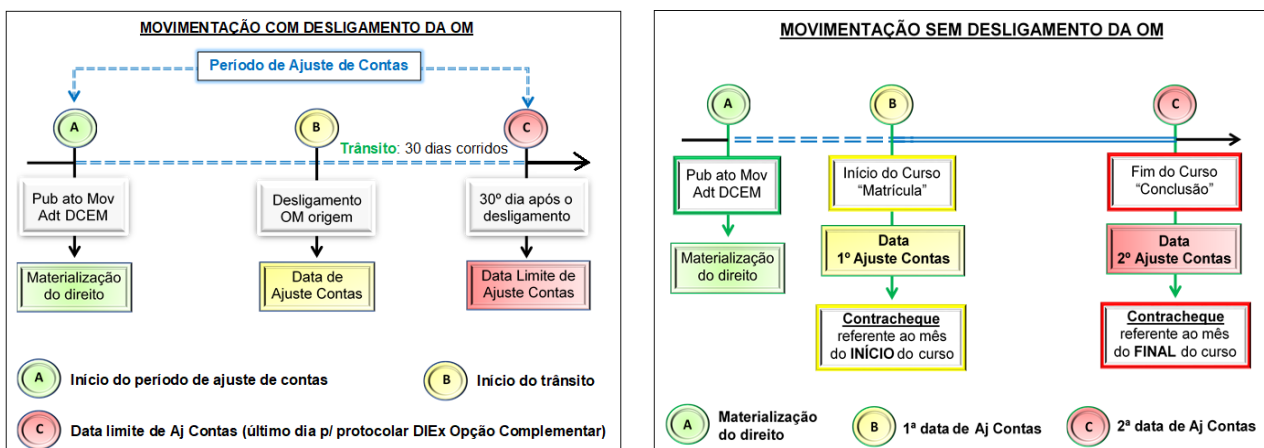 MOVIMENTAÇÃO COM DESLIGAMENTO DA OM
Período de Ajuste de Contas
A
B
C
Trânsito: 30 dias corridos
Pub ato Mov
Adt DCEM
Desligamento
OM origem
30º dia após o
desligamento
Materialização
do direito
Data de
Ajuste Contas
Data Limite de
Ajuste Contas
A
Início do período de ajuste de contas
B
Início do trânsito
C
Data limite de Aj Contas (último dia p/ protocolar DIEx Opção Complementar)
MOVIMENTAÇÃO SEM DESLIGAMENTO DA OM
A
B
C
Pub ato Mov
Adt DCEM
Início do Curso
“Matrícula”
Fim do Curso
“Conclusão”
Materialização
do direito
Data
1º Ajuste Contas
Data
2º Ajuste Contas
Contracheque
referente ao mês
do INÍCIO do curso
Contracheque
referente ao mês
do FINAL do curso
A
Materialização
do direito
B
1ª data de Aj Contas
C
2ª data de Aj Contas